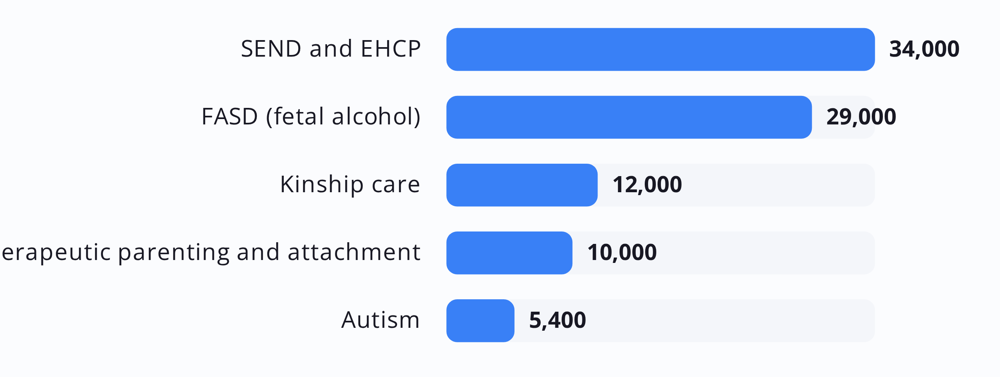 SEND and EHCP 34,000
FASD (fetal alcohol) 29,000
Kinship care 12,000
erapeutic parenting and attachment 10,000
Autism 5,400